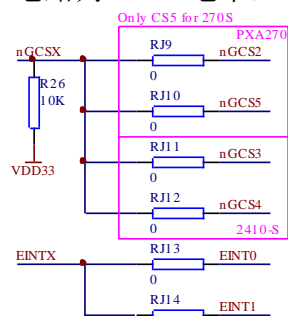 Only CS5 for 270S
PXA270
nGCSX
RJ9
nGCS2
0
R26
10K
RJ10
nGCS5
0
RJ11
nGCS3
0
VDD33
RJ12
nGCS4
0
2410-S
EINTX
RJ13
EINT0
0
RJ14
EINT1